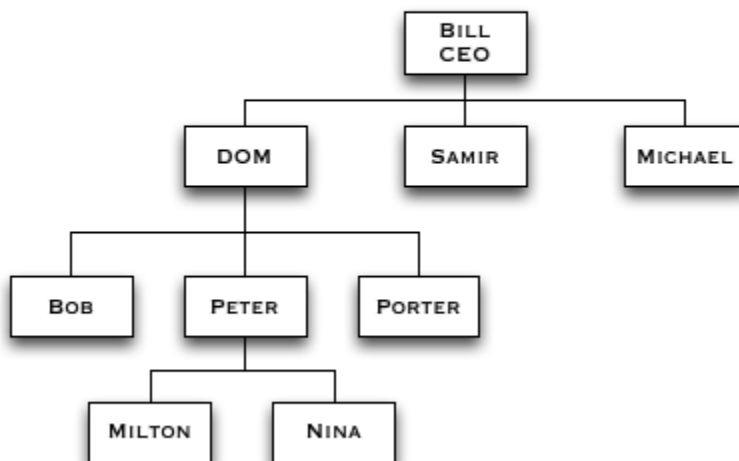 Bill
CEO
DOM
Samir
Michael
Bob
Peter
Porter
Milton
Nina